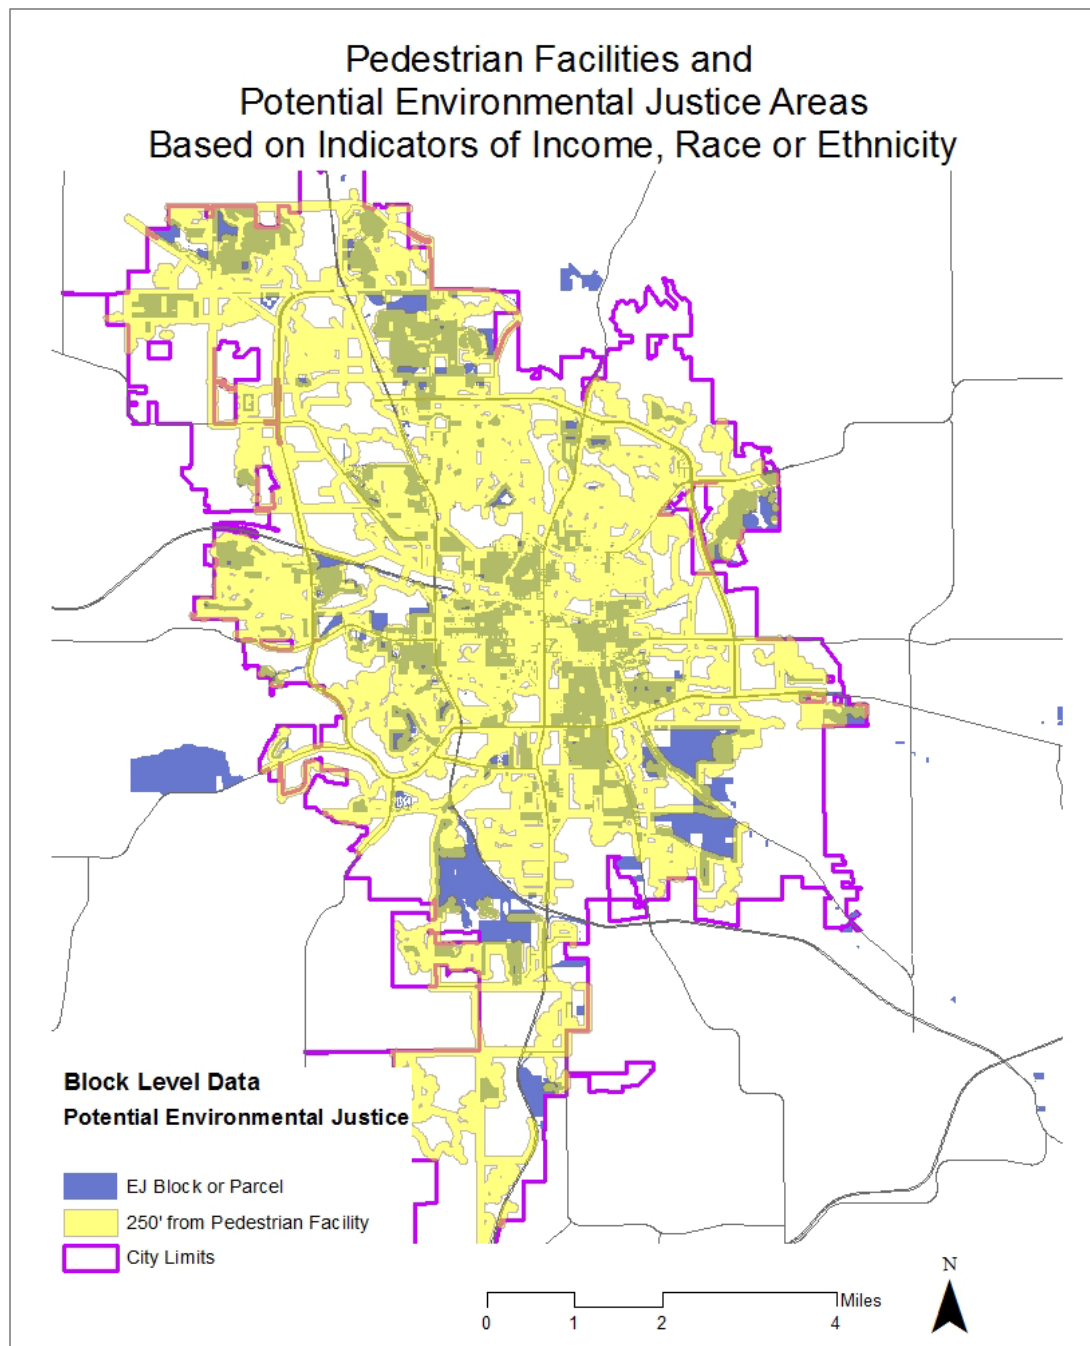 Pedestrian Facilities and
Potential Environmental Justice Areas
Based on Indicators of Income, Race or Ethnicity
Block Level Data
Potential Environmental Justice
EJ Block or Parcel
250' from Pedestrian Facility
City Limits
N
Miles
0 1 2 4